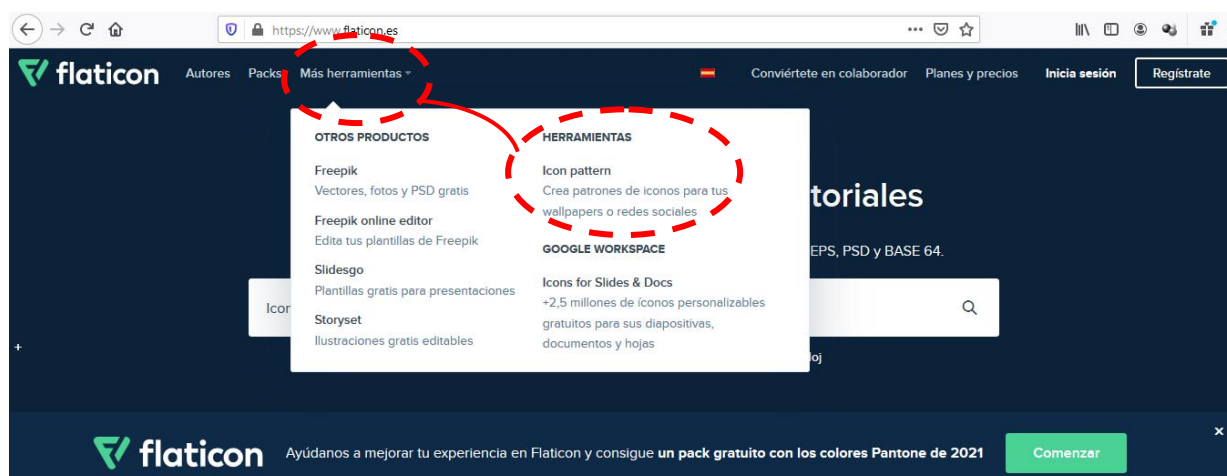 https://www.flaticon.es
flaticon Autores Packs Más herramientas Conviértete en colaborador Planes y precios Inicia sesión Regístrate
OTROS PRODUCTOS
Freepik
Vectores, fotos y PSD gratis
Freepik online editor
Edita tus plantillas de Freepik
Slidesgo
Plantillas gratis para presentaciones
Storyset
Ilustraciones gratis editables
HERRAMIENTAS
Icon pattern
Crea patrones de iconos para tus
wallpapers o redes sociales
GOOGLE WORKSPACE
Icons for Slides & Docs
+2,5 millones de íconos personalizables
gratuitos para sus diapositivas,
documentos y hojas
toriales
EPS, PSD y BASE 64.
Icor
loj
flaticon Ayúdanos a mejorar tu experiencia en Flaticon y consigue un pack gratuito con los colores Pantone de 2021 Comenzar